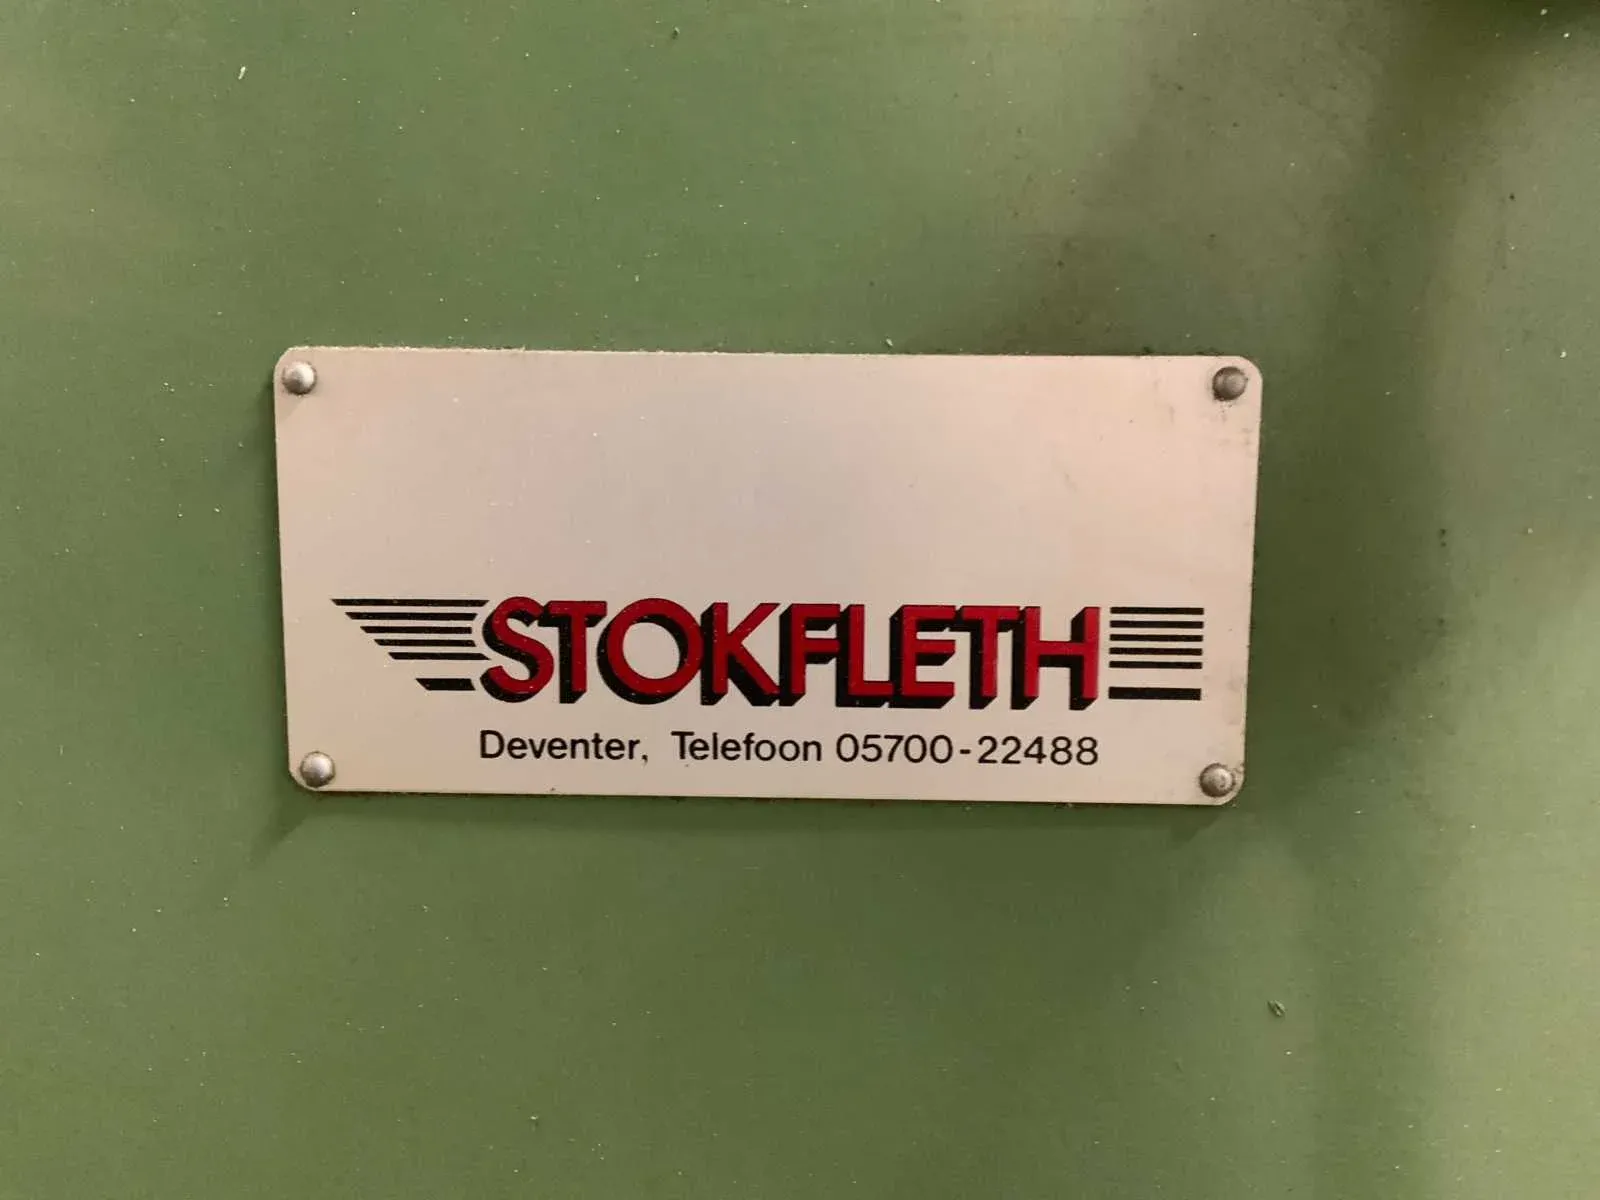 STOKFLETH
Deventer, Telefoon 05700-22488